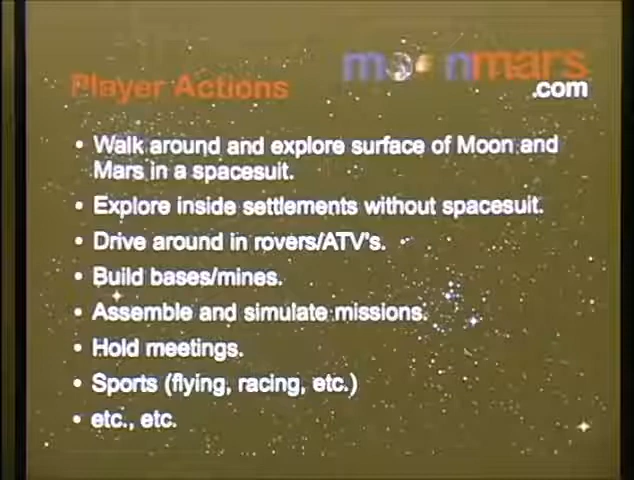 moonmars
.com
Player Actions
• Walk around and explore surface of Moon and
Mars in a spacesuit.
• Explore inside settlements without spacesuit.
• Drive around in rovers/ATV's.
• Build bases/mines.
• Assemble and simulate missions.
• Hold meetings.
• Sports (flying, racing, etc.)
• etc., etc.